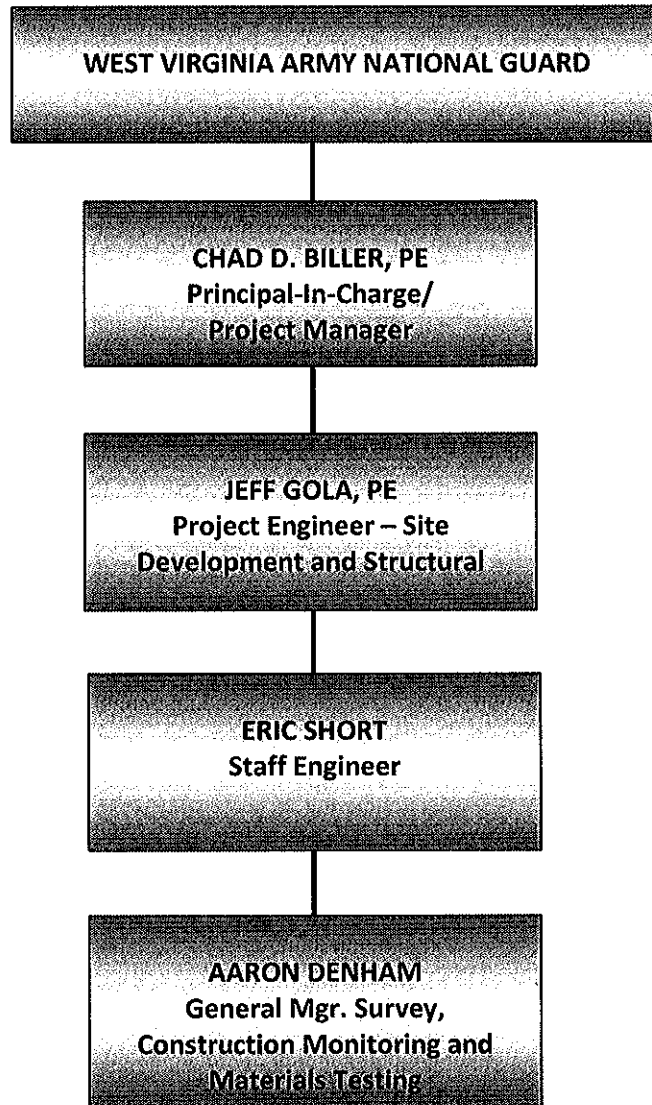 WEST VIRGINIA ARMY NATIONAL GUARD
CHAD D. BILLER, PE
Principal-In-Charge/
Project Manager
JEFF GOLA, PE
Project Engineer – Site
Development and Structural
ERIC SHORT
Staff Engineer
AARON DENHAM
General Mgr. Survey,
Construction Monitoring and
Materials Testing